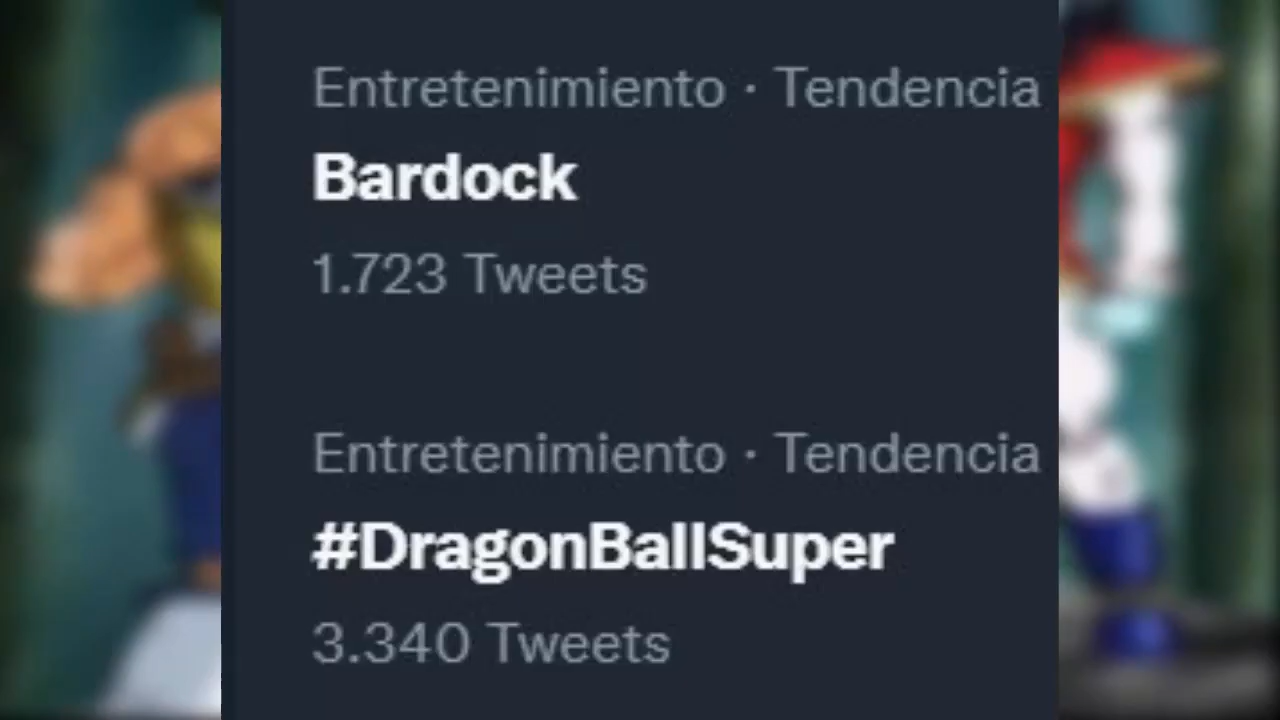 Entretenimiento · Tendencia
Bardock
1.723 Tweets
Entretenimiento · Tendencia
#DragonBallSuper
3.340 Tweets